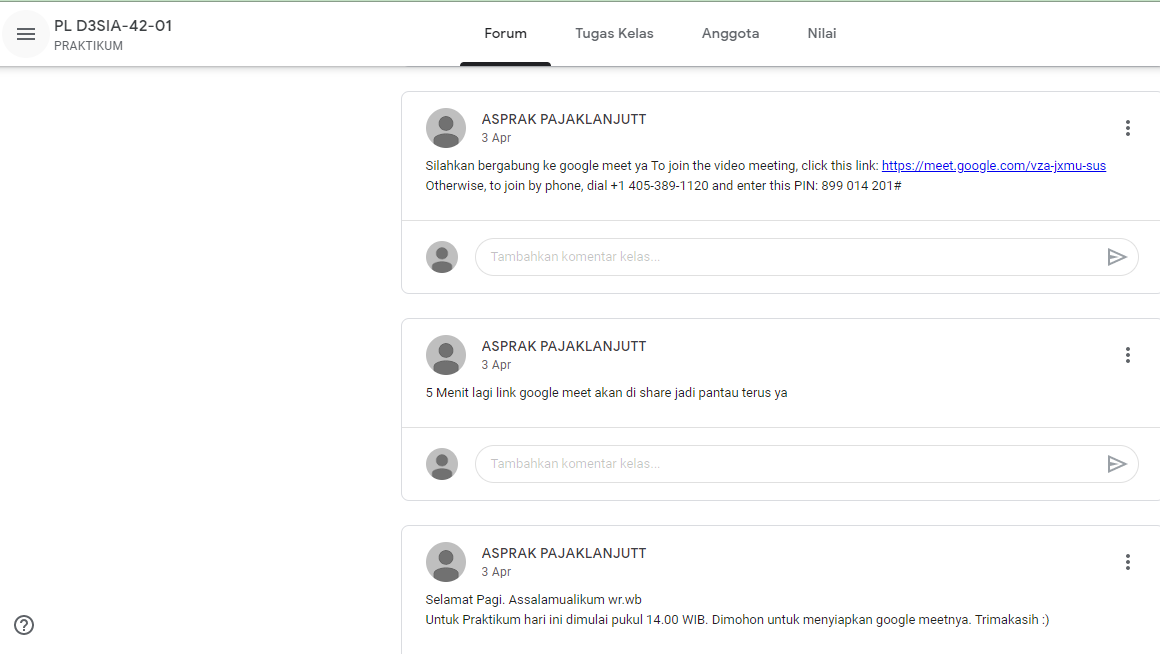 PL D3SIA-42-01
PRAKTIKUM
Forum
Tugas Kelas
Anggota
Nilai
ASPRAK PAJAKLANJUTT
3 Apr
Silahkan bergabung ke google meet ya To join the video meeting, click this link: https://meet.google.com/vza-jxmu-sus
Otherwise, to join by phone, dial +1 405-389-1120 and enter this PIN: 899 014 201#
Tambahkan komentar kelas...
ASPRAK PAJAKLANJUTT
3 Apr
5 Menit lagi link google meet akan di share jadi pantau terus ya
Tambahkan komentar kelas...
ASPRAK PAJAKLANJUTT
3 Apr
Selamat Pagi. Assalamualikum wr.wb
Untuk Praktikum hari ini dimulai pukul 14.00 WIB. Dimohon untuk menyiapkan google meetnya. Trimakasih :)